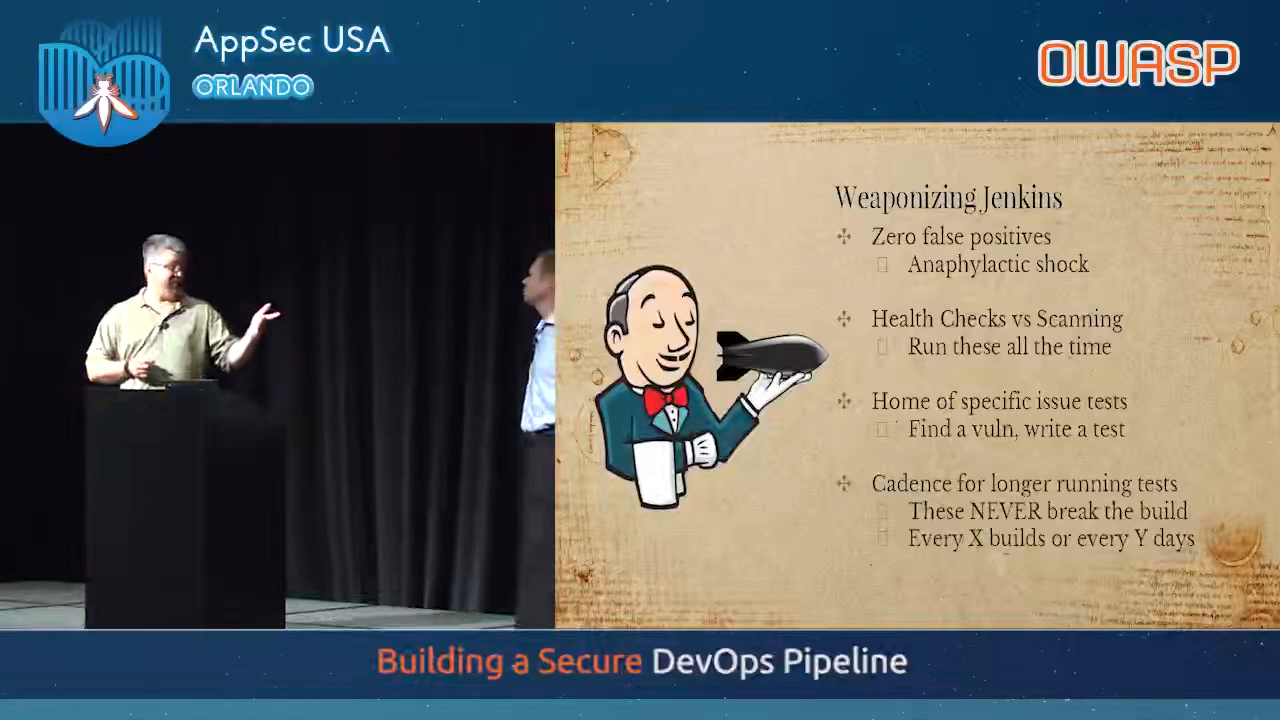 AppSec USA
ORLANDO
OWASP
Weaponizing Jenkins
Zero false positives
Anaphylactic shock
Health Checks vs Scanning
Run these all the time
Home of specific issue tests
Find a vuln, write a test
Cadence for longer running tests
These NEVER break the build
Every X builds or every Y days
Building a Secure DevOps Pipeline